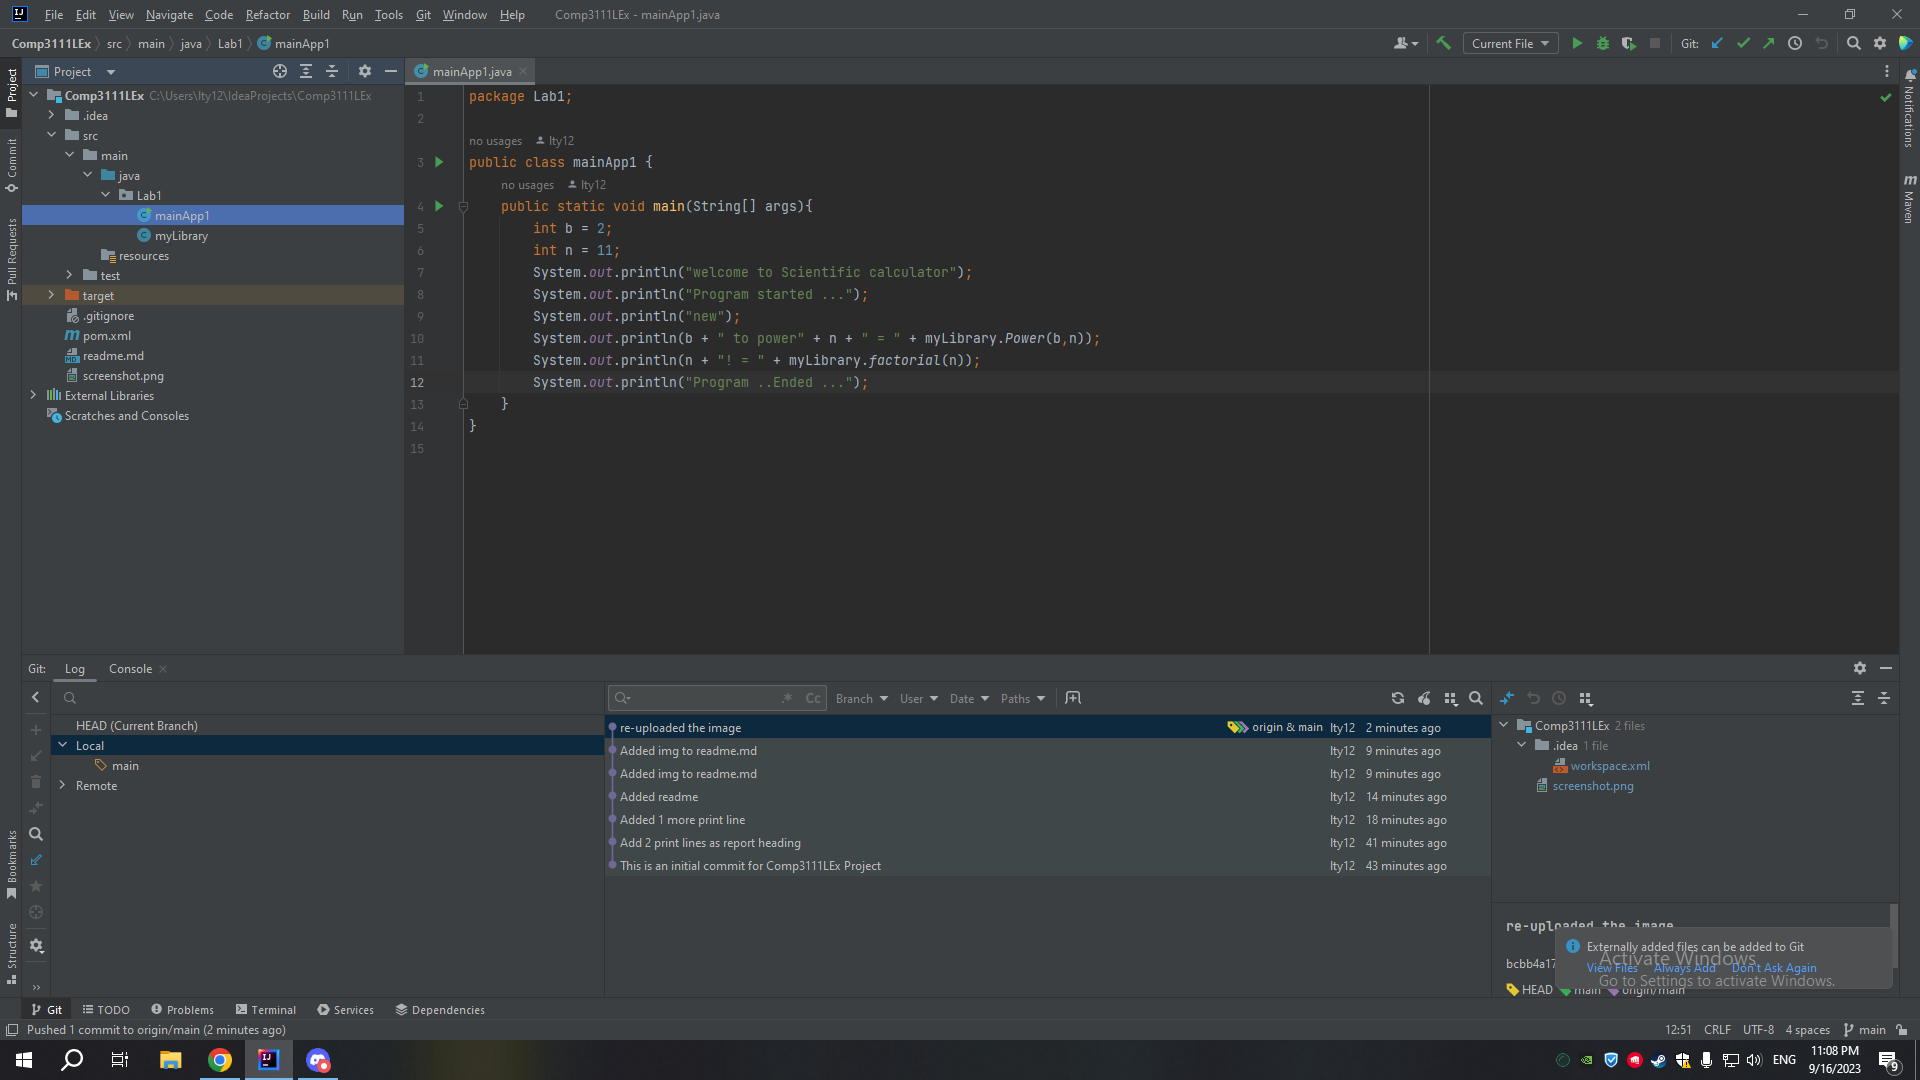 File Edit View Navigate Code Refactor Build Run Tools Git Window Help Comp3111LEx - mainApp1.java
Comp3111LEx src main java Lab1 mainApp1
Current File Git:
Project
mainApp1.java
Comp3111LEx C:\Users\lty12\IdeaProjects\Comp3111LEx
.idea
src
main
java
Lab1
mainApp1
myLibrary
resources
test
target
.gitignore
pom.xml
readme.md
screenshot.png
External Libraries
Scratches and Consoles
Project
Commit
Pull Requests
Bookmarks
Structure
1 package Lab1;
2
no usages lty12
3 public class mainApp1 {
no usages lty12
4 public static void main(String[] args){
5 int b = 2;
6 int n = 11;
7 System.out.println("welcome to Scientific calculator");
8 System.out.println("Program started ...");
9 System.out.println("new");
10 System.out.println(b + " to power" + n + " = " + myLibrary.Power(b,n));
11 System.out.println(n + "! = " + myLibrary.factorial(n));
12 System.out.println("Program ..Ended ...");
13 }
14 }
15
Notifications
Maven
Git: Log Console
Cc Branch User Date Paths
HEAD (Current Branch)
Local
main
Remote
re-uploaded the image origin & main lty12 2 minutes ago
Added img to readme.md lty12 9 minutes ago
Added img to readme.md lty12 9 minutes ago
Added readme lty12 14 minutes ago
Added 1 more print line lty12 18 minutes ago
Add 2 print lines as report heading lty12 41 minutes ago
This is an initial commit for Comp3111LEx Project lty12 43 minutes ago
Comp3111LEx 2 files
.idea 1 file
workspace.xml
screenshot.png
re-uploaded the image
Externally added files can be added to Git
bcbb4a17
View Files Always Add Don't Ask Again
Activate Windows
Go to Settings to activate Windows.
HEAD main origin/main
Git TODO Problems Terminal Services Dependencies
Pushed 1 commit to origin/main (2 minutes ago)
12:51 CRLF UTF-8 4 spaces main
ENG 11:08 PM
9/16/2023
9